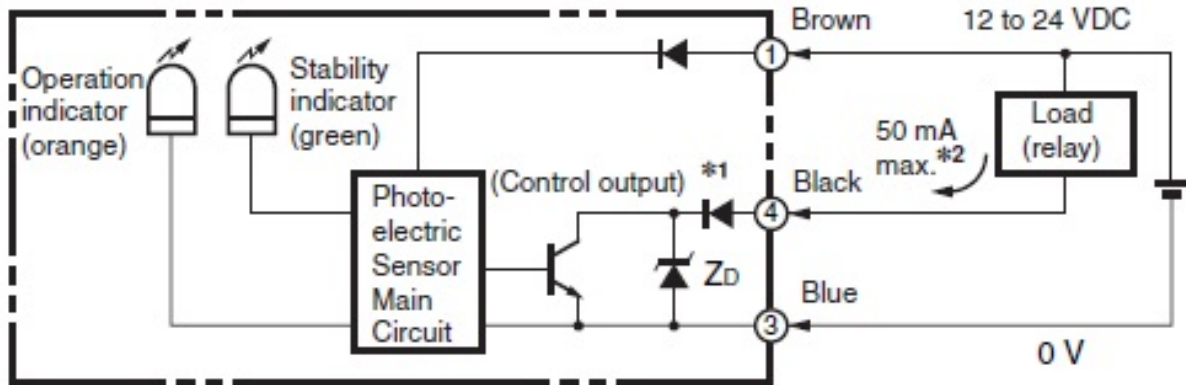 Brown
12 to 24 VDC
1
Operation
indicator
(orange)
Stability
indicator
(green)
Load
(relay)
50 mA
max.*2
(Control output)
*1
Black
4
Photo-
electric
Sensor
Main
Circuit
ZD
Blue
3
0 V